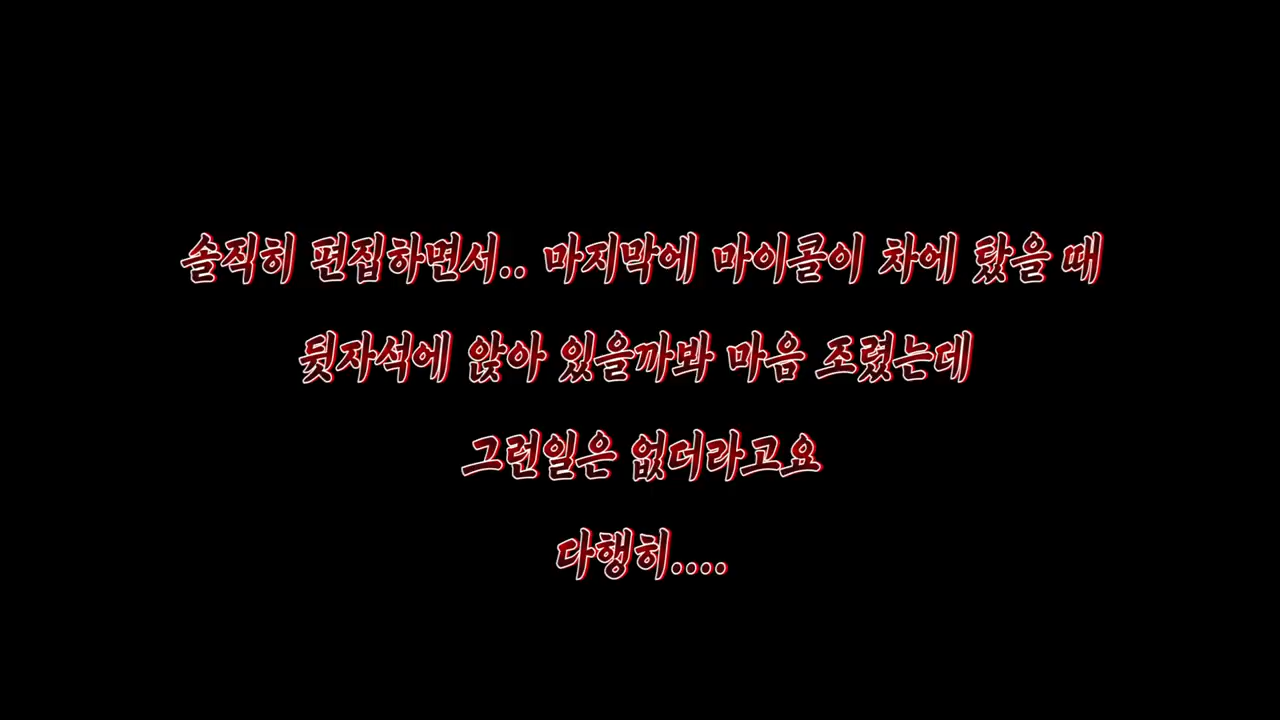 솔직히 편집하면서.. 마지막에 마이콜이 차에 탔을 때
뒷자석에 앉아 있을까봐 마음 조렸는데
그런일은 없더라고요
다행히....